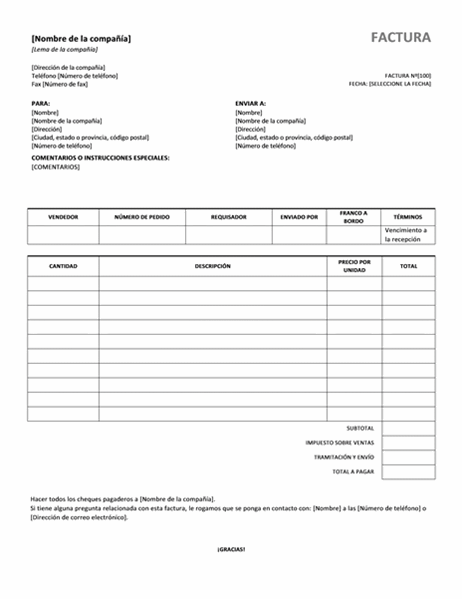 [Nombre de la compañía]
FACTURA
[Lema de la compañía]
[Dirección de la compañía]
Teléfono [Número de teléfono]
FACTURA Nº[100]
Fax [Número de fax]
FECHA: [SELECCIONE LA FECHA]
PARA:
[Nombre]
[Nombre de la compañía]
[Dirección]
[Ciudad, estado o provincia, código postal]
[Número de teléfono]
ENVIAR A:
[Nombre]
[Nombre de la compañía]
[Dirección]
[Ciudad, estado o provincia, código postal]
[Número de teléfono]
COMENTARIOS O INSTRUCCIONES ESPECIALES:
[COMENTARIOS]
VENDEDOR
NÚMERO DE PEDIDO
REQUISADOR
ENVIADO POR
FRANCO A
BORDO
TÉRMINOS
Vencimiento a
la recepción
CANTIDAD
DESCRIPCIÓN
PRECIO POR
UNIDAD
TOTAL
SUBTOTAL
IMPUESTO SOBRE VENTAS
TRAMITACIÓN Y ENVÍO
TOTAL A PAGAR
Hacer todos los cheques pagaderos a [Nombre de la compañía].
Si tiene alguna pregunta relacionada con esta factura, le rogamos que se ponga en contacto con: [Nombre] a las [Número de teléfono] o
[Dirección de correo electrónico].
¡GRACIAS!